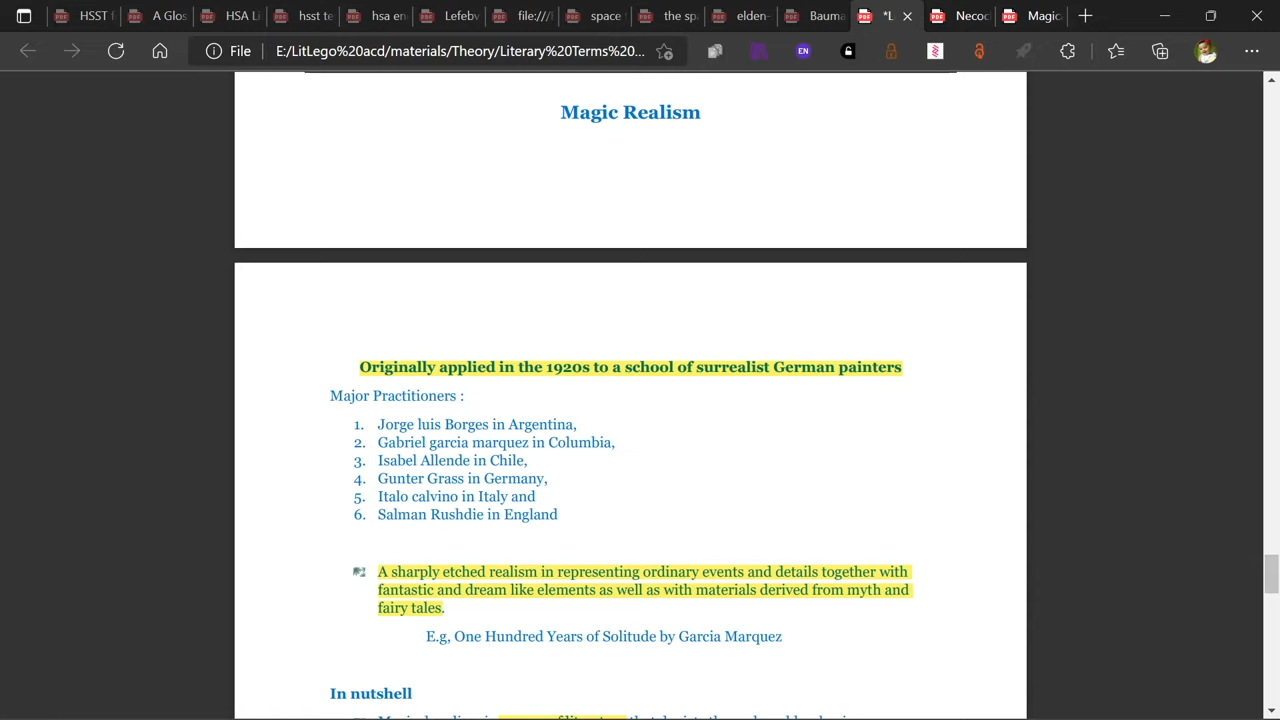 HSST f
A Glos
HSA Li
hsst te
hsa en
Lefebv
file:///
space
the sp
elden-
Bauma
*L
Necoc
Magic
File
E:/LitLego%20acd/materials/Theory/Literary%20Terms%20...
EN
Magic Realism
Originally applied in the 1920s to a school of surrealist German painters
Major Practitioners :
1. Jorge luis Borges in Argentina,
2. Gabriel garcia marquez in Columbia,
3. Isabel Allende in Chile,
4. Gunter Grass in Germany,
5. Italo calvino in Italy and
6. Salman Rushdie in England
A sharply etched realism in representing ordinary events and details together with
fantastic and dream like elements as well as with materials derived from myth and
fairy tales.
E.g, One Hundred Years of Solitude by Garcia Marquez
In nutshell